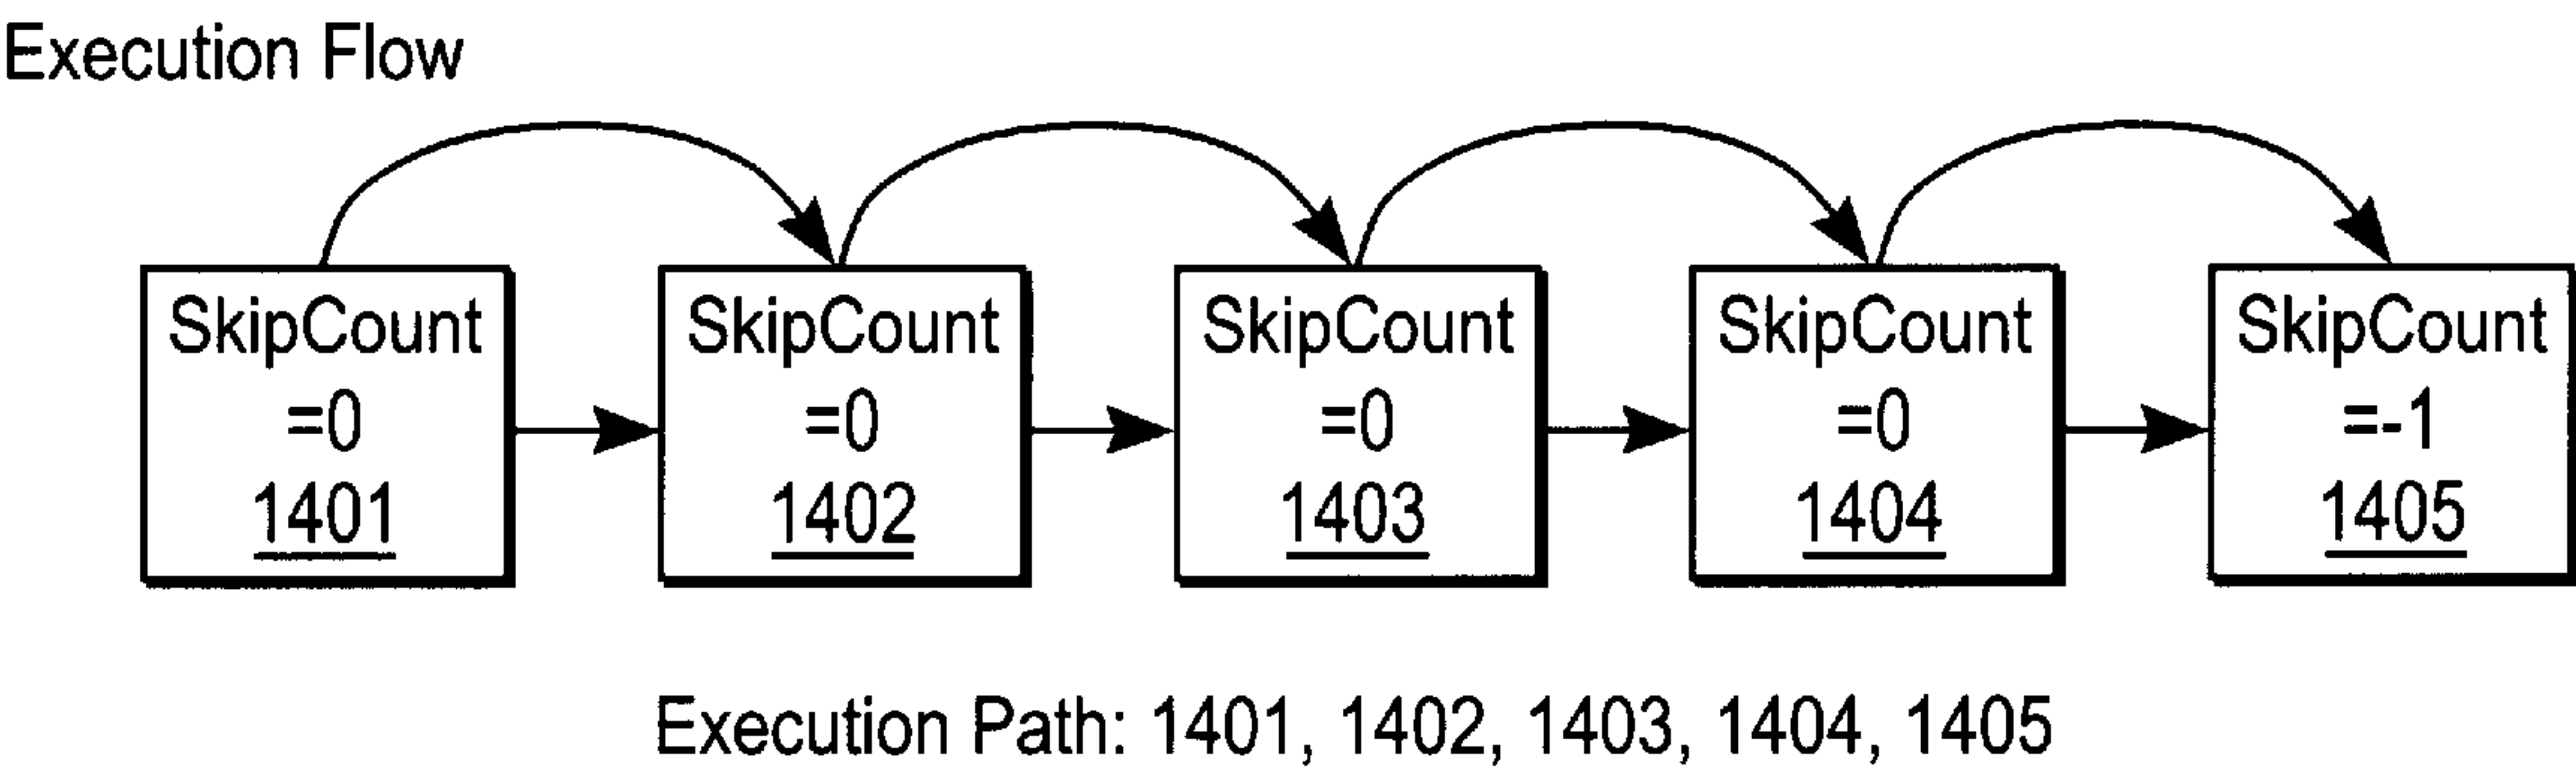 Execution Flow
SkipCount
=0
1401
SkipCount
=0
1402
SkipCount
=0
1403
SkipCount
=0
1404
SkipCount
=-1
1405
Execution Path: 1401, 1402, 1403, 1404, 1405